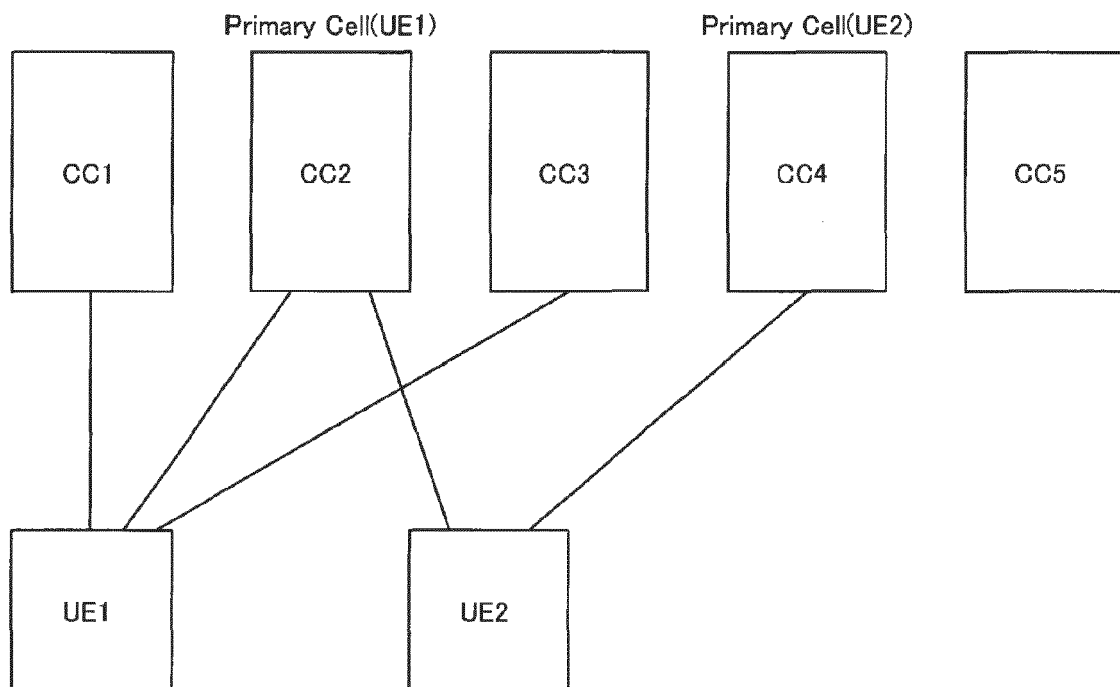 Primary Cell(UE1)
Primary Cell(UE2)
CC1
CC2
CC3
CC4
CC5
UE1
UE2